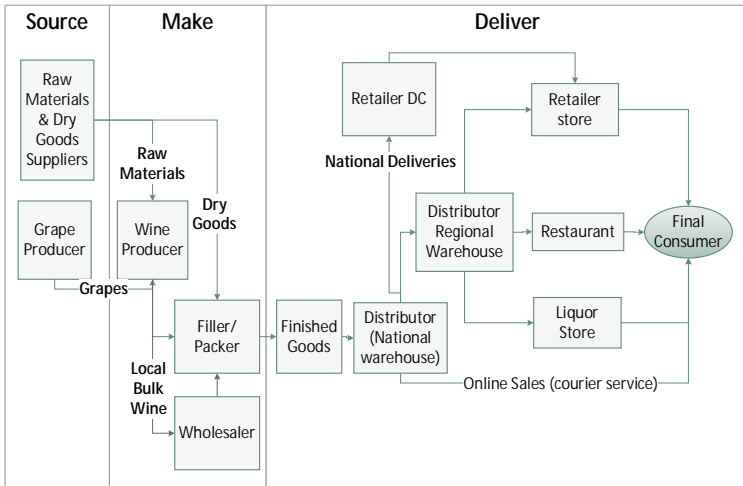 Source
Make
Deliver
Raw
Materials
& Dry
Goods
Suppliers
Raw
Materials
Dry
Goods
Grape
Producer
Wine
Producer
Grapes
Filler/
Packer
Local
Bulk
Wine
Wholesaler
Finished
Goods
Distributor
(National
warehouse)
Retailer DC
National Deliveries
Distributor
Regional
Warehouse
Retailer
store
Restaurant
Liquor
Store
Final
Consumer
Online Sales (courier service)